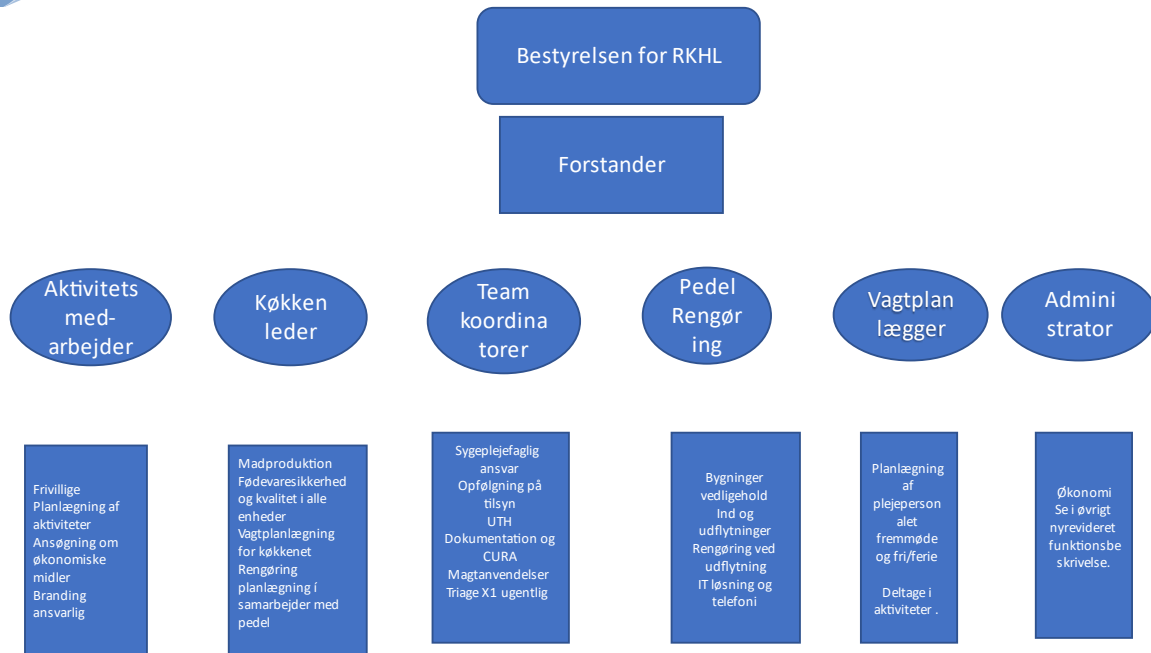 Bestyrelsen for RKHL
Forstander
Aktivitets
med-
arbejder
Køkken
leder
Team
koordina
torer
Pedel
Rengør
ing
Vagtplan
lægger
Admini
strator
Frivillige
Planlægning af
aktiviteter
Ansøgning om
økonomiske
midler
Branding
ansvarlig
Madproduktion
Fødevaresikkerhed
og kvalitet i alle
enheder
Vagtplanlægning
for køkkenet
Rengøring
planlægning í
samarbejder med
pedel
Sygeplejefaglig
ansvar
Opfølgning på
tilsyn
UTH
Dokumentation og
CURA
Magtanvendelser
Triage X1 ugentlig
Bygninger
vedligehold
Ind og
udflytninger
Rengøring ved
udflytning
IT løsning og
telefoni
Planlægning
af
plejeperson
alet
fremmøde
og fri/ferie
Deltage i
aktiviteter .
Økonomi
Se i øvrigt
nyrevideret
funktionsbe
skrivelse.